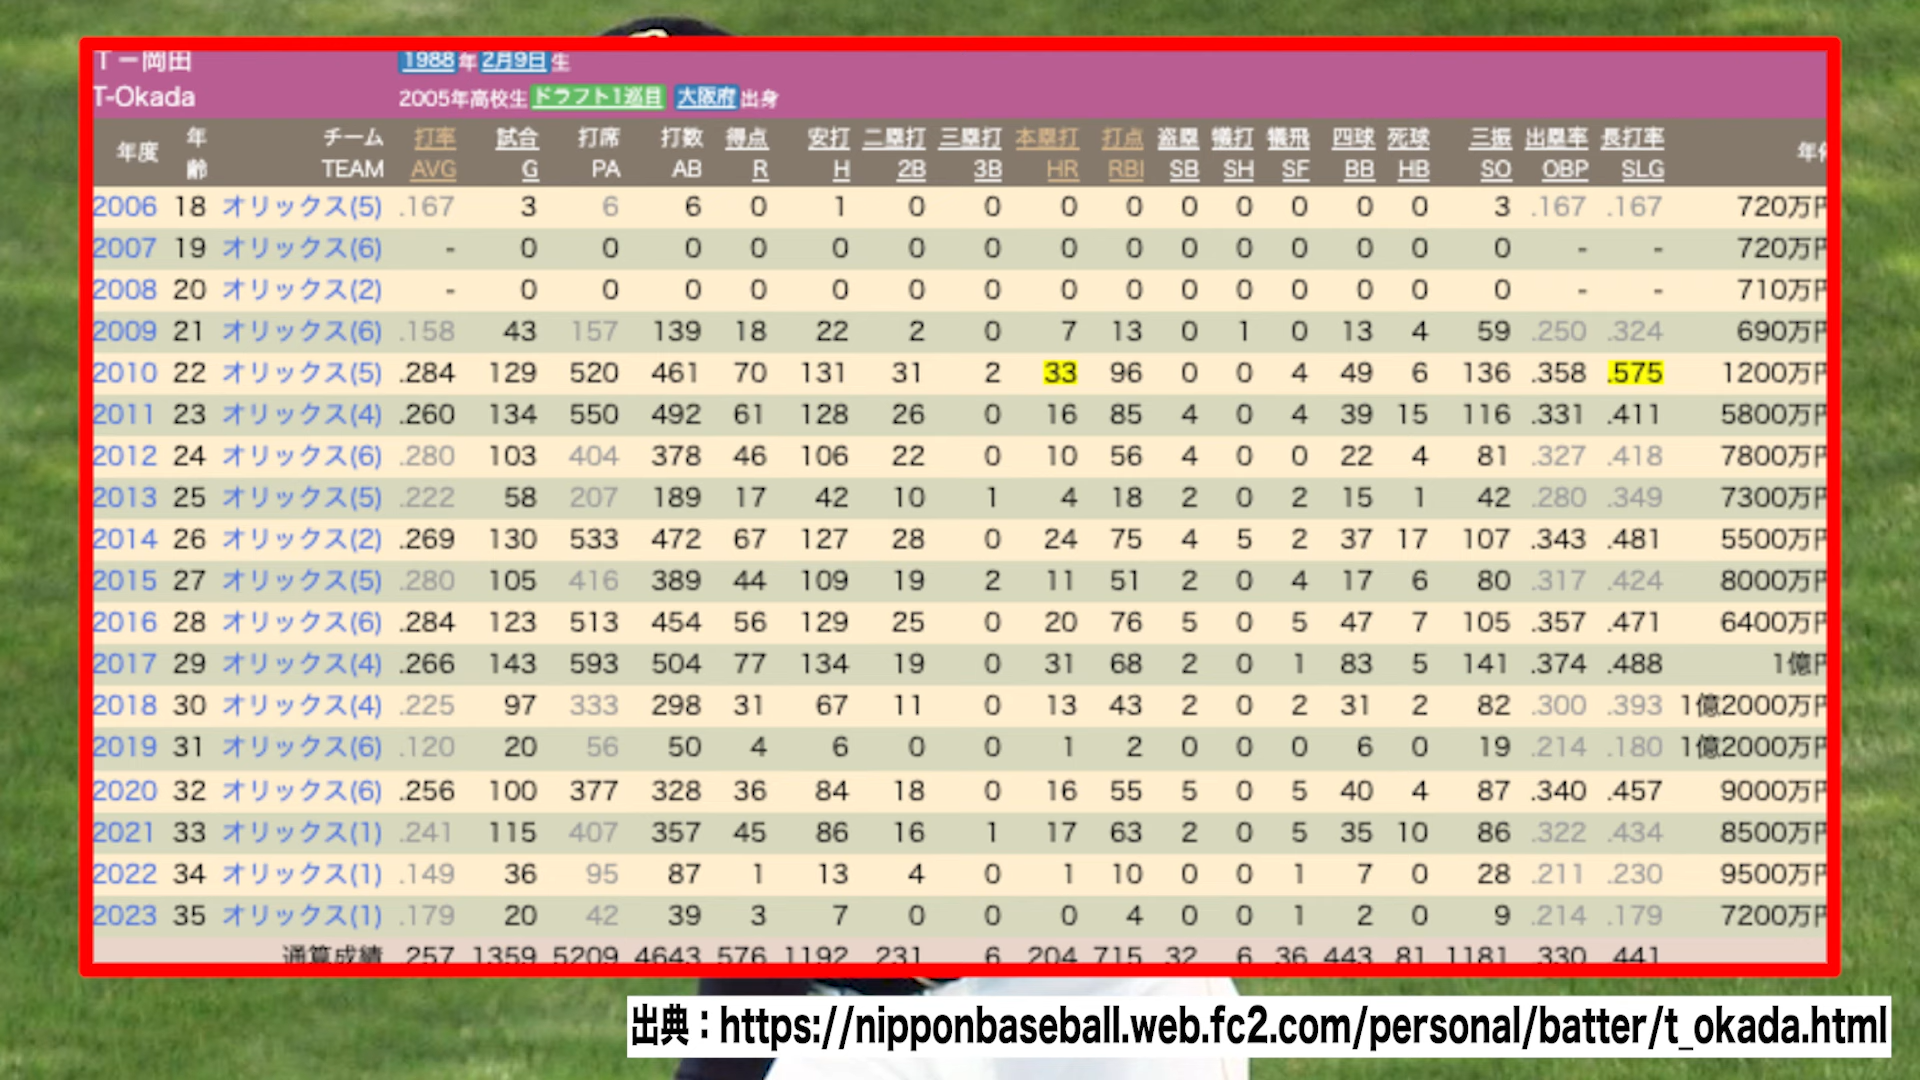 T－岡田 1988年 2月9日生
T-Okada 2005年高校生 ドラフト1巡目 大阪府出身
年度 年齢 チーム 打率 試合 打席 打数 得点 安打 二塁打 三塁打 本塁打 打点 盗塁 犠打 犠飛 四球 死球 三振 出塁率 長打率
TEAM AVG G PA AB R H 2B 3B HR RBI SB SH SF BB HB SO OBP SLG
2006 18 オリックス(5) .167 3 6 6 0 1 0 0 0 0 0 0 0 0 0 3 .167 .167 720万円
2007 19 オリックス(6) - 0 0 0 0 0 0 0 0 0 0 0 0 0 0 0 - - 720万円
2008 20 オリックス(2) - 0 0 0 0 0 0 0 0 0 0 0 0 0 0 0 - - 710万円
2009 21 オリックス(6) .158 43 157 139 18 22 2 0 7 13 0 1 0 13 4 59 .250 .324 690万円
2010 22 オリックス(5) .284 129 520 461 70 131 31 2 33 96 0 0 4 49 6 136 .358 .575 1200万円
2011 23 オリックス(4) .260 134 550 492 61 128 26 0 16 85 4 0 4 39 15 116 .331 .411 5800万円
2012 24 オリックス(6) .280 103 404 378 46 106 22 0 10 56 4 0 0 22 4 81 .327 .418 7800万円
2013 25 オリックス(5) .222 58 207 189 17 42 10 1 4 18 2 0 2 15 1 42 .280 .349 7300万円
2014 26 オリックス(2) .269 130 533 472 67 127 28 0 24 75 4 5 2 37 17 107 .343 .481 5500万円
2015 27 オリックス(5) .280 105 416 389 44 109 19 2 11 51 2 0 4 17 6 80 .317 .424 8000万円
2016 28 オリックス(6) .284 123 513 454 56 129 25 0 20 76 5 0 5 47 7 105 .357 .471 6400万円
2017 29 オリックス(4) .266 143 593 504 77 134 19 0 31 68 2 0 1 83 5 141 .374 .488 1億円
2018 30 オリックス(4) .225 97 333 298 31 67 11 0 13 43 2 0 2 31 2 82 .300 .393 1億2000万円
2019 31 オリックス(6) .120 20 56 50 4 6 0 0 1 2 0 0 0 6 0 19 .214 .180 1億2000万円
2020 32 オリックス(6) .256 100 377 328 36 84 18 0 16 55 5 0 5 40 4 87 .340 .457 9000万円
2021 33 オリックス(1) .241 115 407 357 45 86 16 1 17 63 2 0 5 35 10 86 .322 .434 8500万円
2022 34 オリックス(1) .149 36 95 87 1 13 4 0 1 10 0 0 1 7 0 28 .211 .230 9500万円
2023 35 オリックス(1) .179 20 42 39 3 7 0 0 0 4 0 0 1 2 0 9 .214 .179 7200万円
通算成績 .257 1359 5209 4643 576 1192 231 6 204 715 32 6 36 443 81 1181 .330 .441
出典：https://nipponbaseball.web.fc2.com/personal/batter/t_okada.html